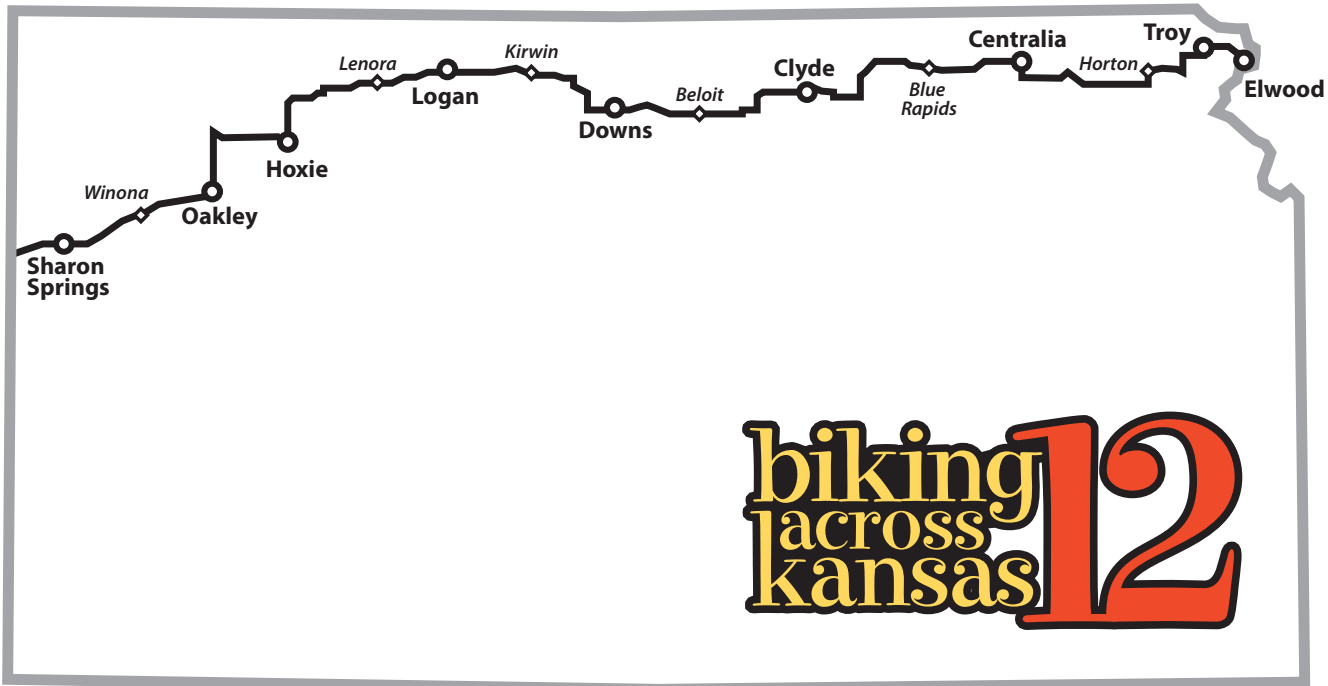 Sharon
Springs
Winona
Oakley
Hoxie
Lenora
Logan
Kirwin
Downs
Beloit
Clyde
Blue
Rapids
Centralia
Horton
Troy
Elwood
biking
across
kansas
12